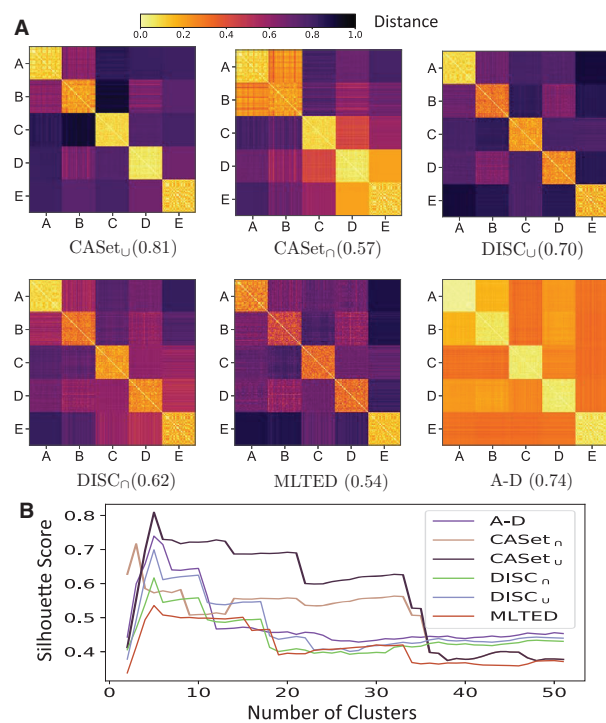 A
Distance
0.0 0.2 0.4 0.6 0.8 1.0
A
B
C
D
E
A B C D E
CASet∪(0.81)
A
B
C
D
E
A B C D E
CASet∩(0.57)
A
B
C
D
E
A B C D E
DISC∪(0.70)
A
B
C
D
E
A B C D E
DISC∩(0.62)
A
B
C
D
E
A B C D E
MLTED (0.54)
A
B
C
D
E
A B C D E
A-D (0.74)
B
Silhouette Score
0.8
0.7
0.6
0.5
0.4
A-D
CASet∩
CASet∪
DISC∩
DISC∪
MLTED
0 10 20 30 40 50
Number of Clusters